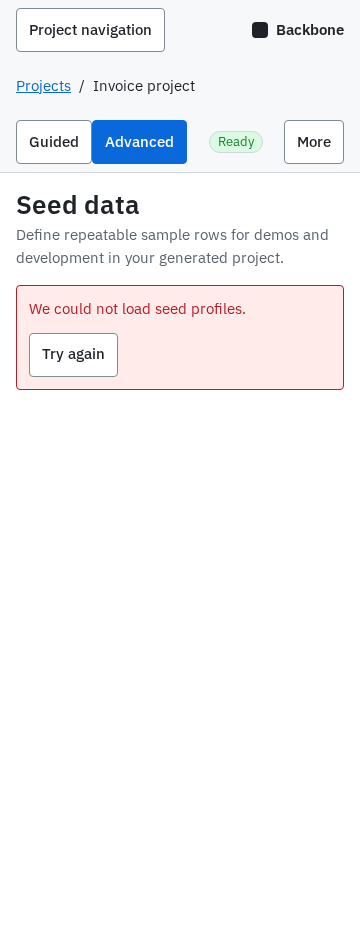 Project navigation
Backbone
Projects / Invoice project
Guided
Advanced
Ready
More
Seed data
Define repeatable sample rows for demos and
development in your generated project.
We could not load seed profiles.
Try again